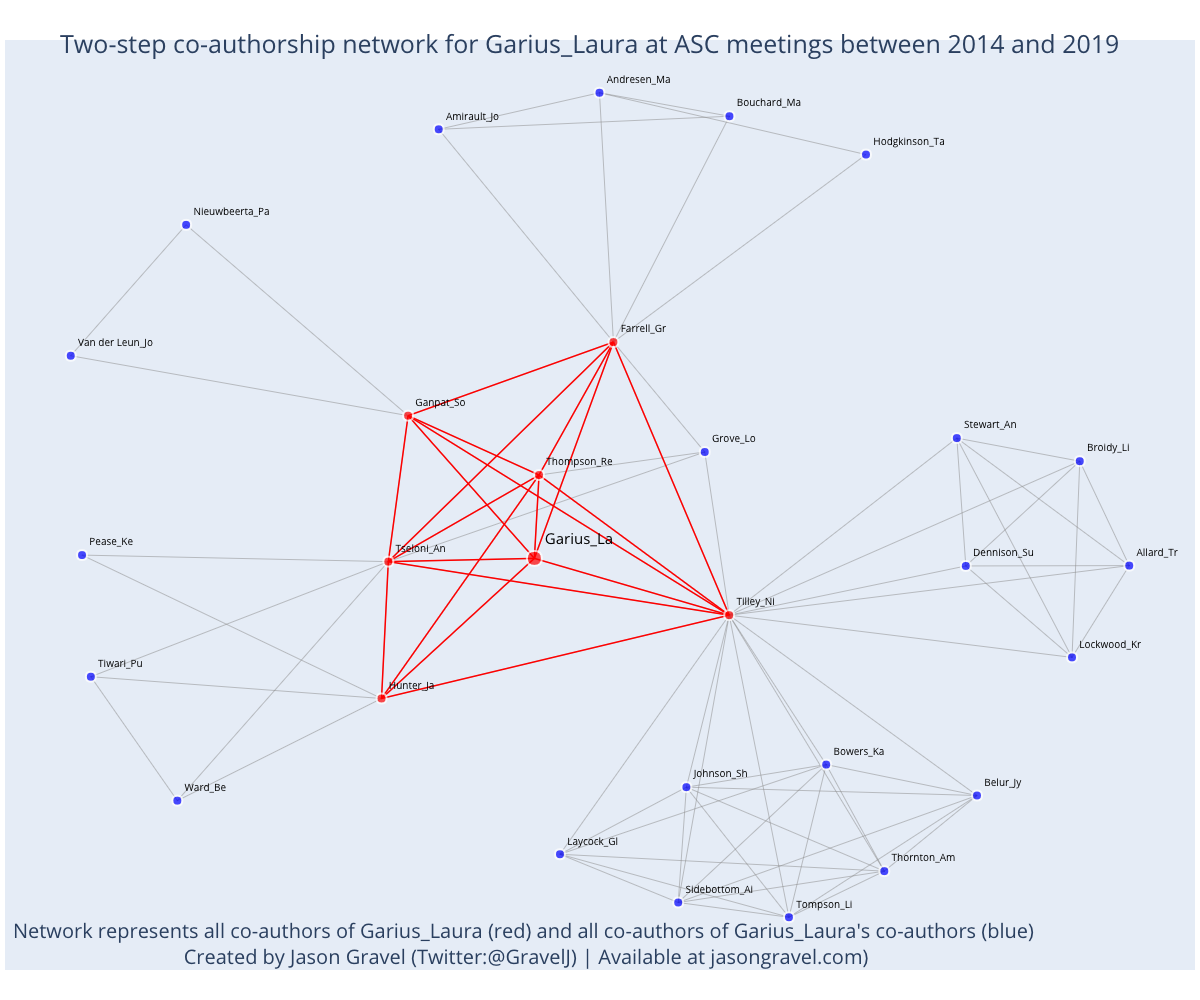 Two-step co-authorship network for Garius_Laura at ASC meetings between 2014 and 2019
Andresen_Ma
Bouchard_Ma
Amirault_Jo
Hodgkinson_Ta
Nieuwbeerta_Pa
Farrell_Gr
Van der Leun_Jo
Ganpat_So
Stewart_An
Grove_Lo
Broidy_Li
Thompson_Re
Garius_La
Pease_Ke
Tseloni_An
Dennison_Su
Allard_Tr
Tilley_Ni
Lockwood_Kr
Tiwari_Pu
Hunter_Ja
Bowers_Ka
Johnson_Sh
Belur_Jy
Ward_Be
Laycock_Gl
Thornton_Am
Sidebottom_Ai
Tompson_Li
Network represents all co-authors of Garius_Laura (red) and all co-authors of Garius_Laura's co-authors (blue)
Created by Jason Gravel (Twitter:@GravelJ) | Available at jasongravel.com)